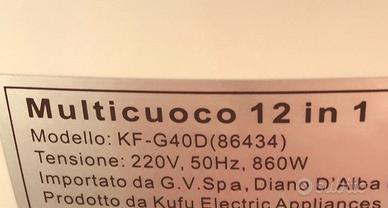 Multicuoco 12 in 1
Modello: KF-G40D(86434)
Tensione: 220V, 50Hz, 860W
Importato da G.V.Spa, Diano D'Alba
Prodotto da Kufu Electric Appliances
subito